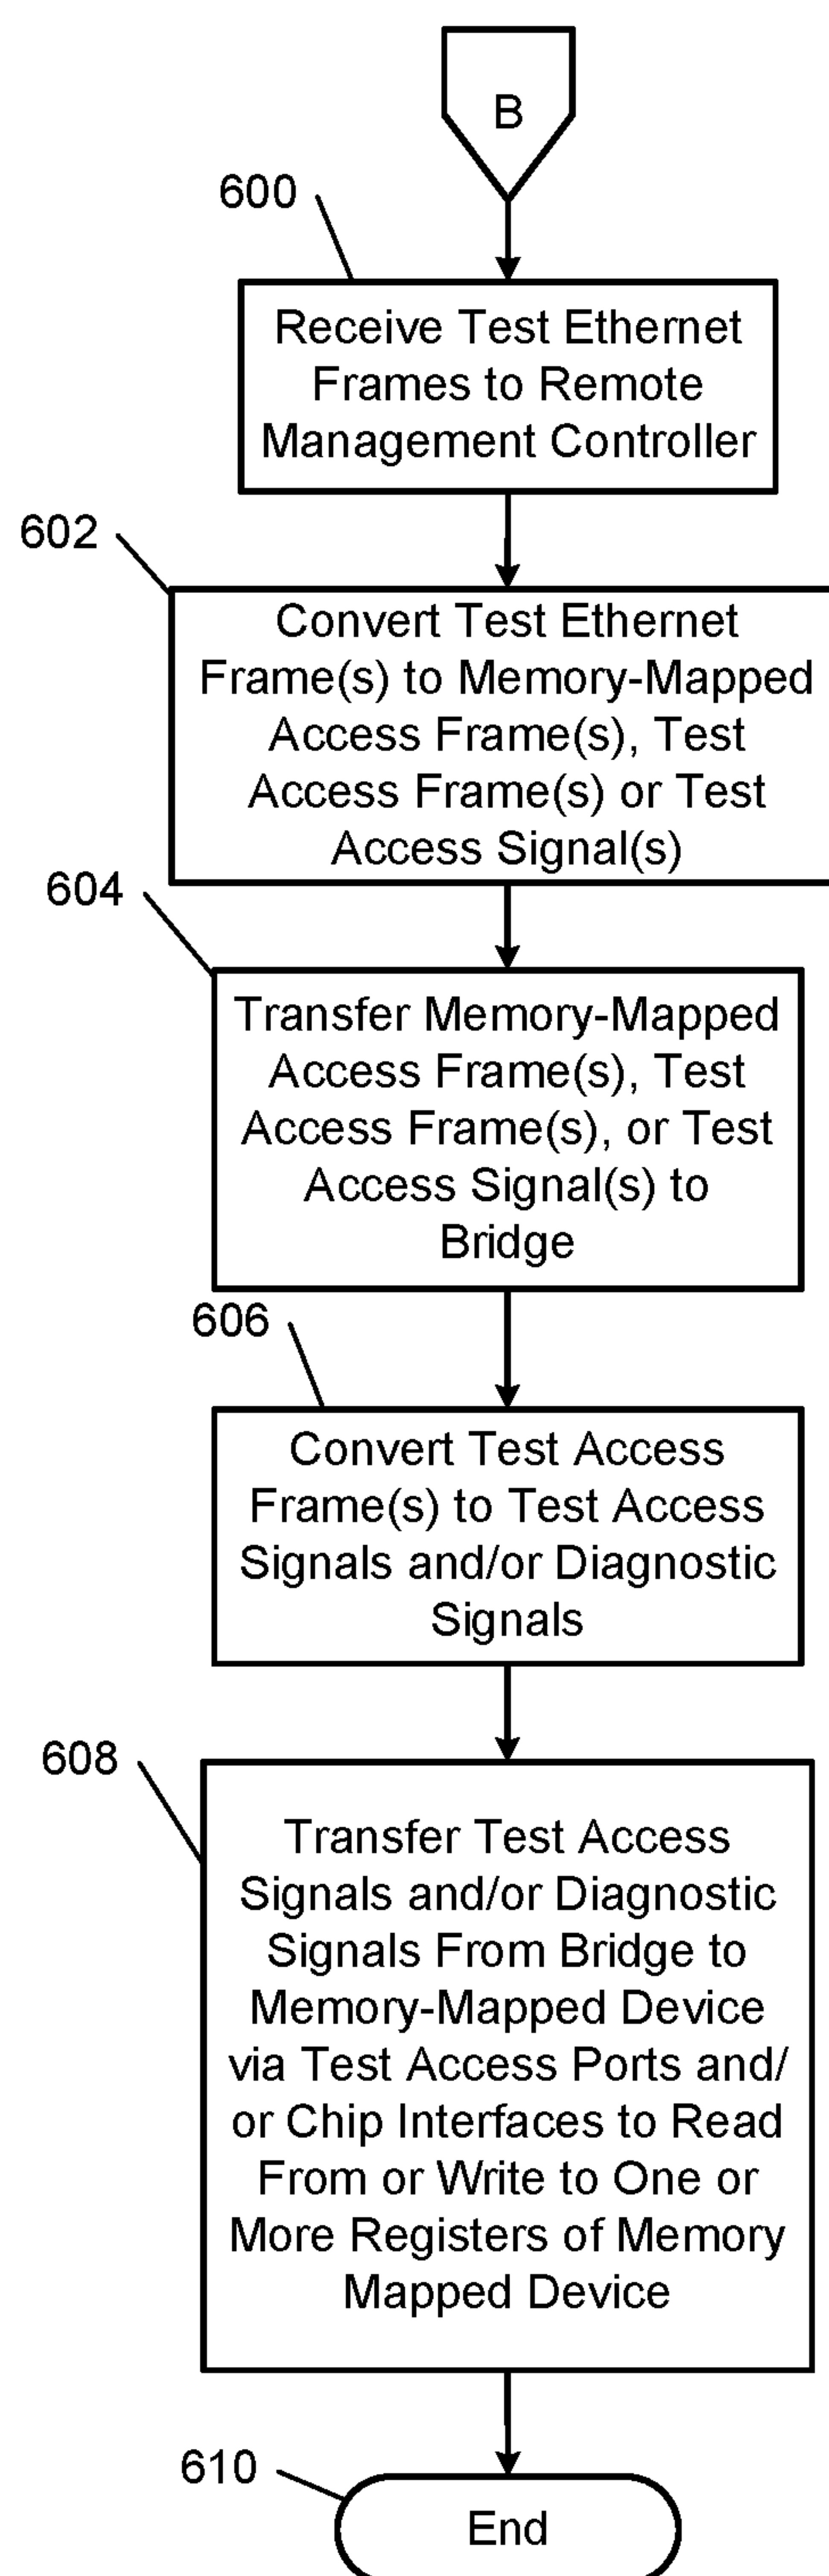 B
600
Receive Test Ethernet
Frames to Remote
Management Controller
602
Convert Test Ethernet
Frame(s) to Memory-Mapped
Access Frame(s), Test
Access Frame(s) or Test
Access Signal(s)
604
Transfer Memory-Mapped
Access Frame(s), Test
Access Frame(s), or Test
Access Signal(s) to
Bridge
606
Convert Test Access
Frame(s) to Test Access
Signals and/or Diagnostic
Signals
608
Transfer Test Access
Signals and/or Diagnostic
Signals From Bridge to
Memory-Mapped Device
via Test Access Ports and/
or Chip Interfaces to Read
From or Write to One or
More Registers of Memory
Mapped Device
610
End